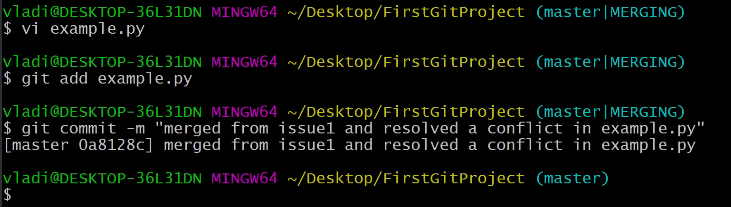 vladi@DESKTOP-36L31DN MINGW64 ~/Desktop/FirstGitProject (master|MERGING)
$ vi example.py
vladi@DESKTOP-36L31DN MINGW64 ~/Desktop/FirstGitProject (master|MERGING)
$ git add example.py
vladi@DESKTOP-36L31DN MINGW64 ~/Desktop/FirstGitProject (master|MERGING)
$ git commit -m "merged from issue1 and resolved a conflict in example.py"
[master 0a8128c] merged from issue1 and resolved a conflict in example.py
vladi@DESKTOP-36L31DN MINGW64 ~/Desktop/FirstGitProject (master)
$